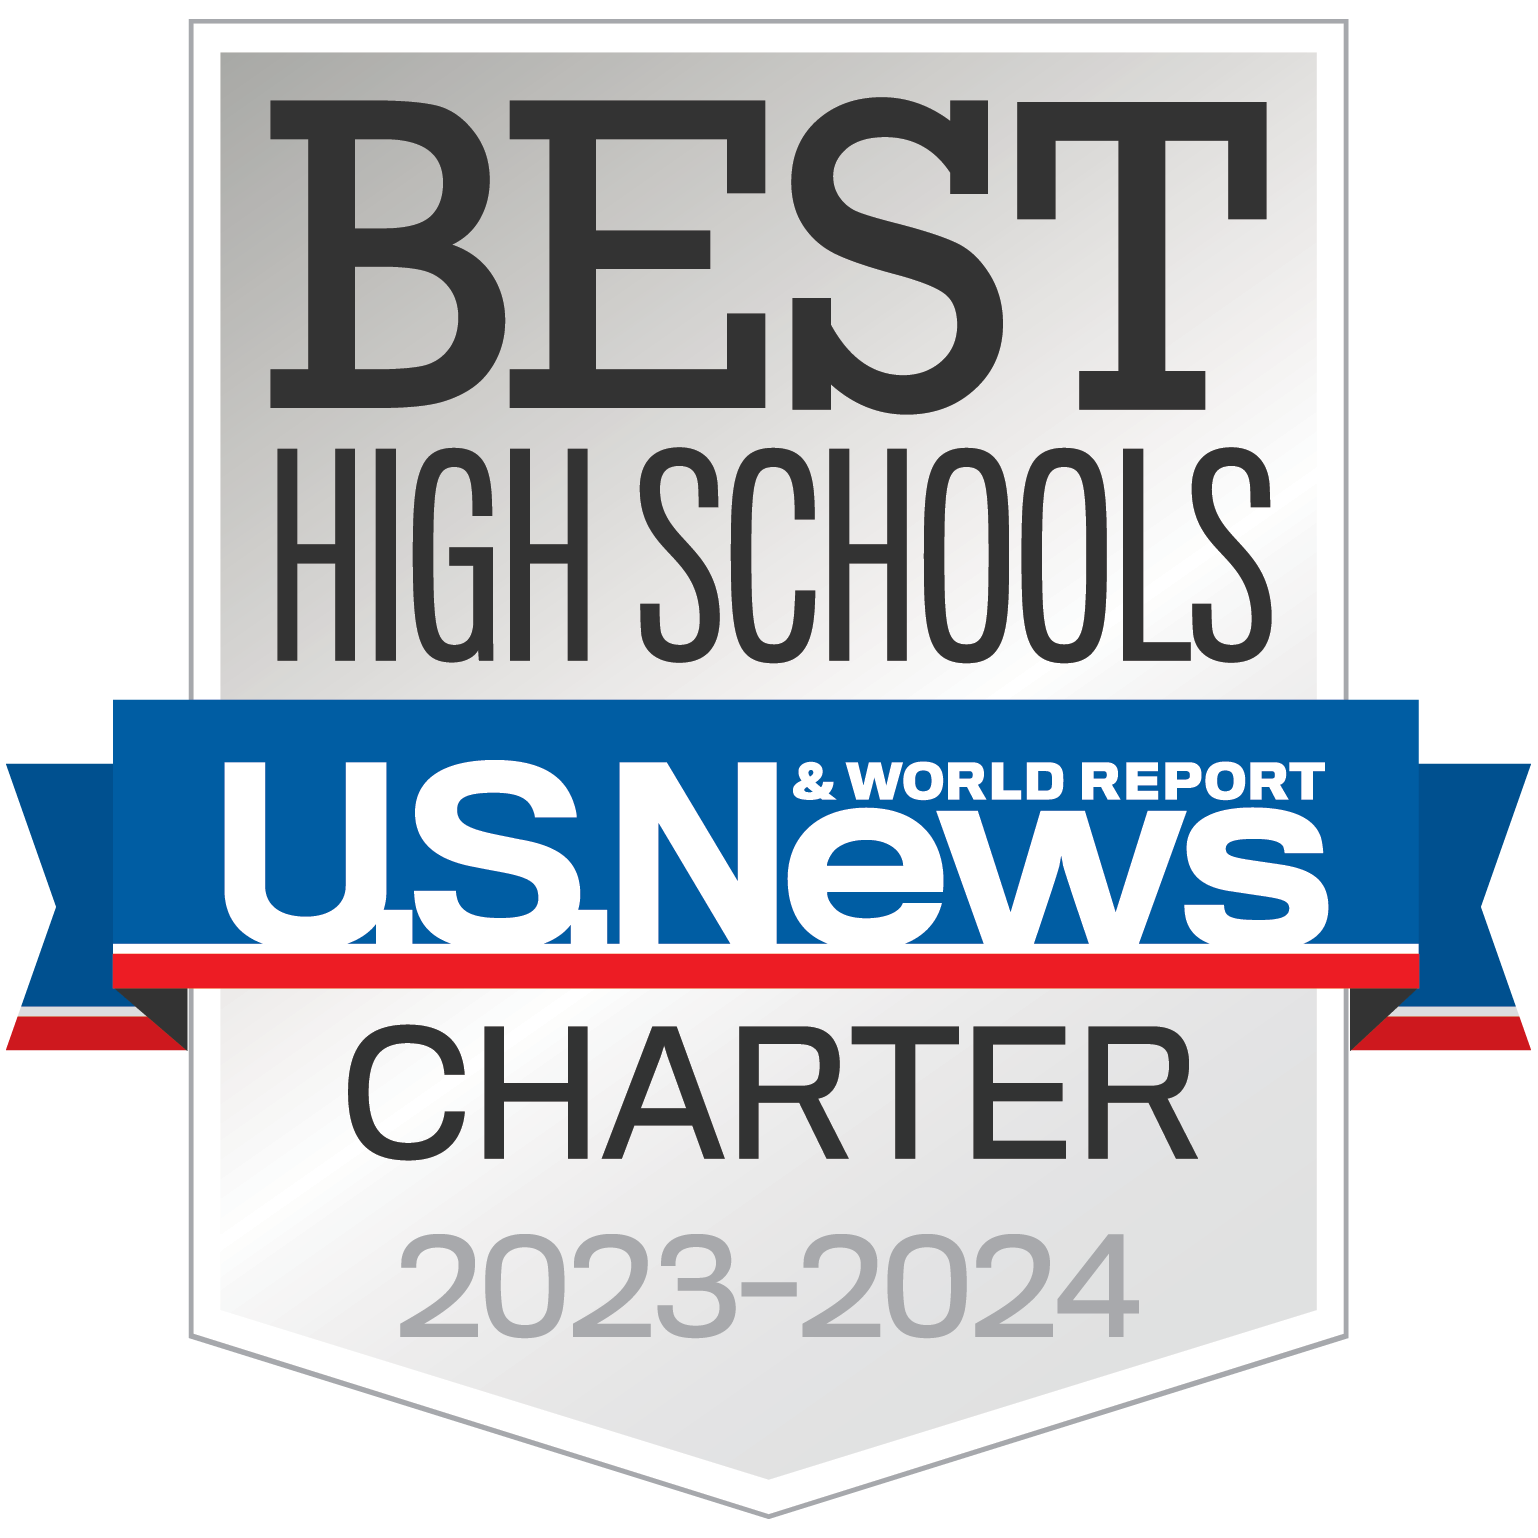 BEST
HIGH SCHOOLS
& WORLD REPORT
U.S.News
CHARTER
2023-2024